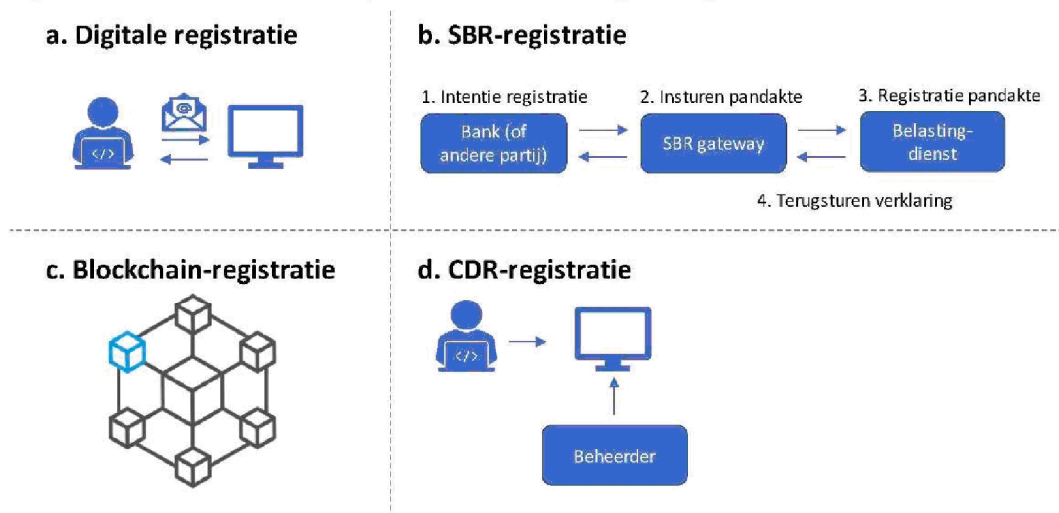 a. Digitale registratie
@
</>
b. SBR-registratie
1. Intentie registratie
2. Insturen pandakte
3. Registratie pandakte
Bank (of
andere partij)
SBR gateway
Belasting-
dienst
4. Terugsturen verklaring
c. Blockchain-registratie
d. CDR-registratie
</>
Beheerder